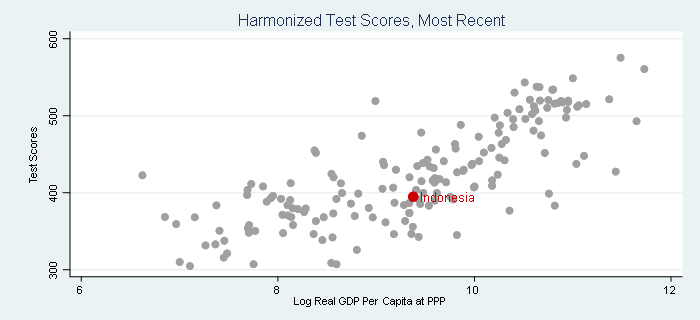 Harmonized Test Scores, Most Recent
600
500
400
300
Test Scores
Indonesia
6
8
10
12
Log Real GDP Per Capita at PPP